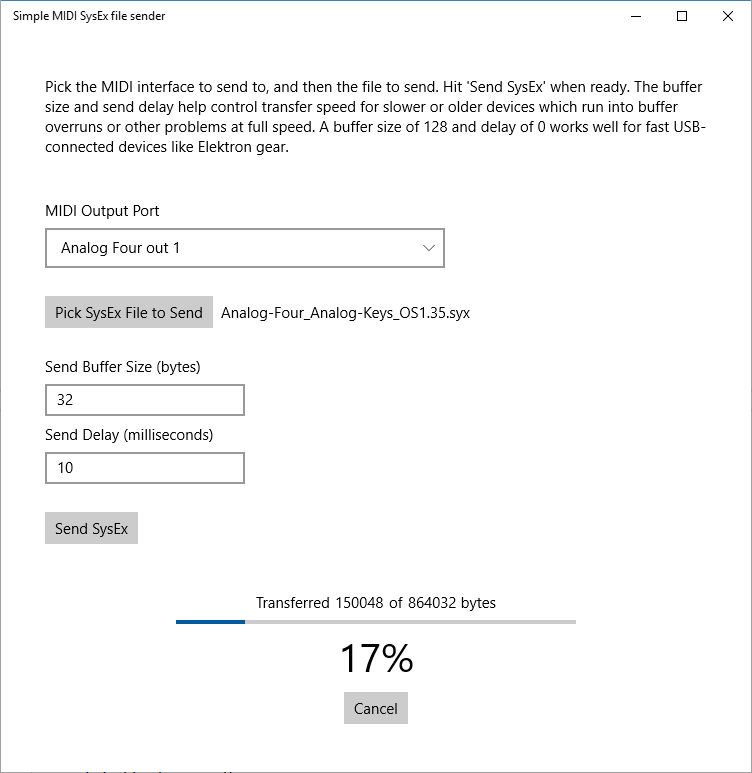 Simple MIDI SysEx file sender
Pick the MIDI interface to send to, and then the file to send. Hit 'Send SysEx' when ready. The buffer
size and send delay help control transfer speed for slower or older devices which run into buffer
overruns or other problems at full speed. A buffer size of 128 and delay of 0 works well for fast USB-
connected devices like Elektron gear.
MIDI Output Port
Analog Four out 1
Pick SysEx File to Send Analog-Four_Analog-Keys_OS1.35.syx
Send Buffer Size (bytes)
32
Send Delay (milliseconds)
10
Send SysEx
Transferred 150048 of 864032 bytes
17%
Cancel